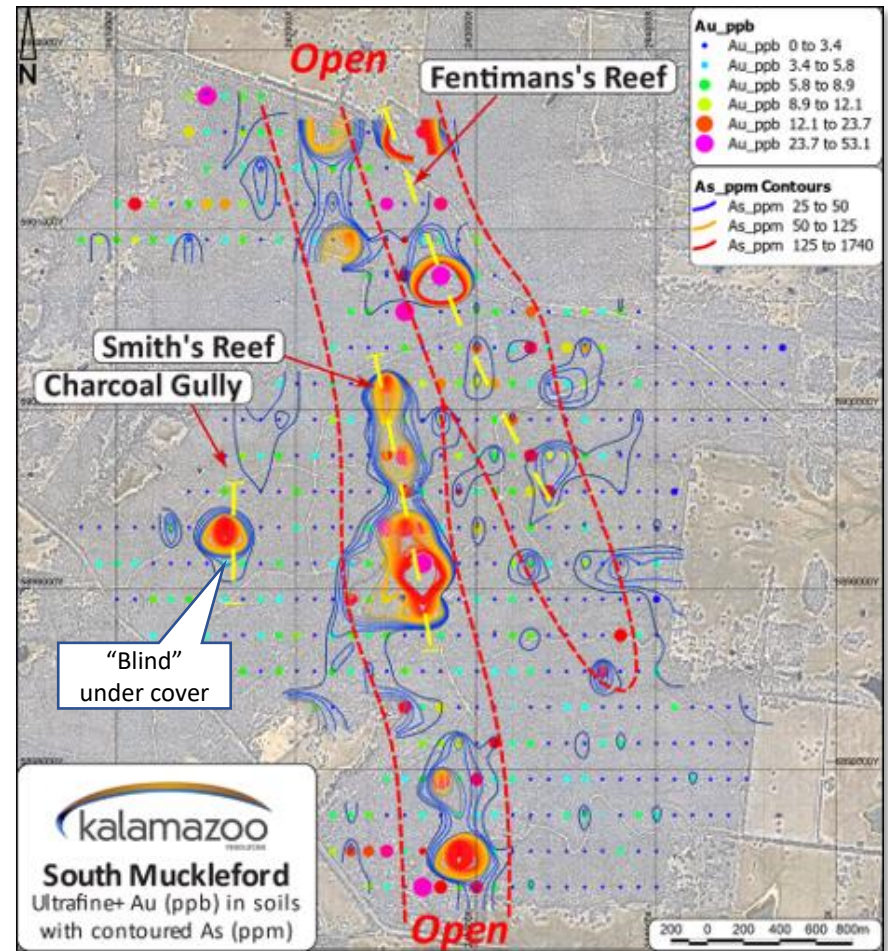 Open
N
Fentimans's Reef
Smith's Reef
Charcoal Gully
“Blind”
under cover
Open
Au_ppb
Au_ppb 0 to 3.4
Au_ppb 3.4 to 5.8
Au_ppb 5.8 to 8.9
Au_ppb 8.9 to 12.1
Au_ppb 12.1 to 23.7
Au_ppb 23.7 to 53.1
As_ppm Contours
As_ppm 25 to 50
As_ppm 50 to 125
As_ppm 125 to 1740
kalamazoo
RESOURCES
South Muckleford
Ultrafine+ Au (ppb) in soils
with contoured As (ppm)
200 0 200 400 600 800m